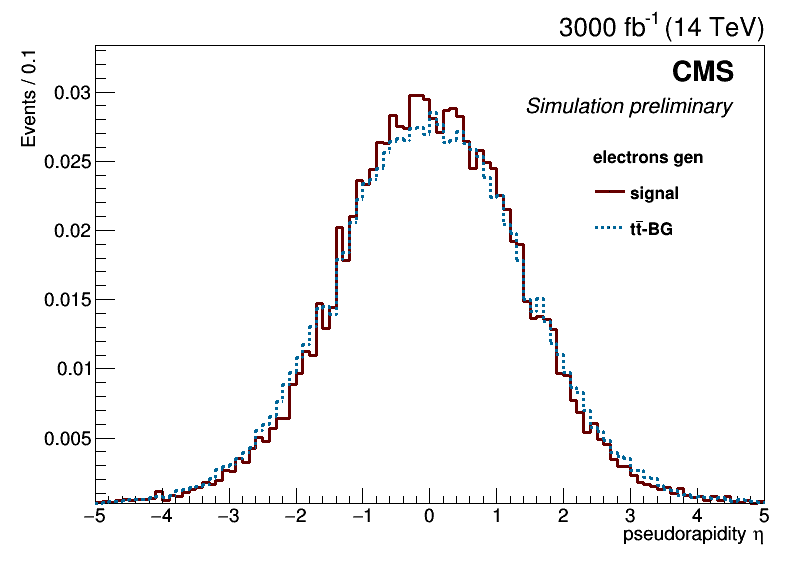 3000 fb⁻¹ (14 TeV)
Events / 0.1
CMS
Simulation preliminary
electrons gen
signal
tt̄-BG
0.03
0.025
0.02
0.015
0.01
0.005
−5 −4 −3 −2 −1 0 1 2 3 4 5
pseudorapidity η